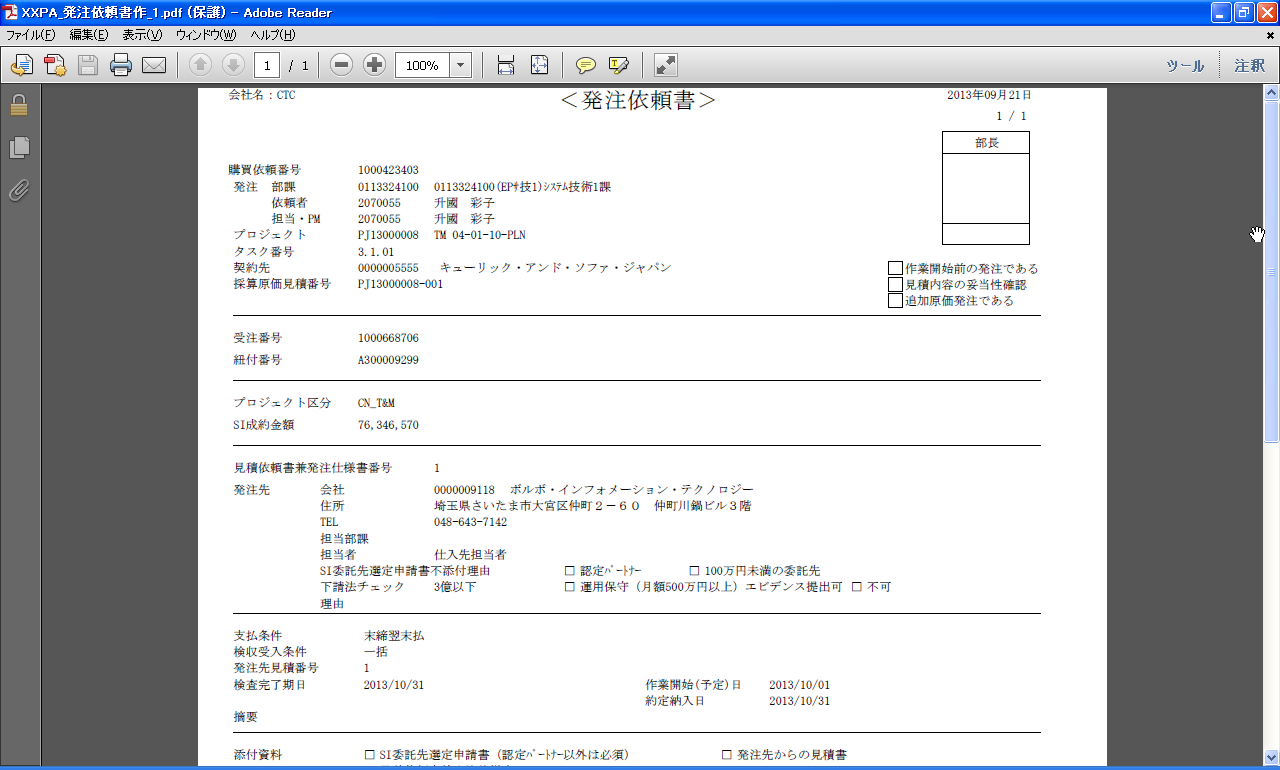 XXPA_発注依頼書作_1.pdf (保護) - Adobe Reader
ファイル(F) 編集(E) 表示(V) ウィンドウ(W) ヘルプ(H)
1 / 1 100% ツール 注釈
会社名：CTC ＜発注依頼書＞ 2013年09月21日
1 / 1
部長
購買依頼番号 1000423403
発注 部課 0113324100 0113324100(EPｻ技1)ｼｽﾃﾑ技術1課
依頼者 2070055 升國 彩子
担当・PM 2070055 升國 彩子
プロジェクト PJ13000008 TM 04-01-10-PLN
タスク番号 3.1.01
契約先 0000005555 キューリック・アンド・ソファ・ジャパン
□作業開始前の発注である
採算原価見積番号 PJ13000008-001
□見積内容の妥当性確認
□追加原価発注である
受注番号 1000668706
紐付番号 A300009299
プロジェクト区分 CN_T&M
SI成約金額 76,346,570
見積依頼書兼発注仕様書番号 1
発注先 会社 0000009118 ボルボ・インフォメーション・テクノロジー
住所 埼玉県さいたま市大宮区仲町２－６０ 仲町川鍋ビル３階
TEL 048-643-7142
担当部課
担当者 仕入先担当者
SI委託先選定申請書不添付理由 □ 認定ﾊﾟｰﾄﾅｰ □ 100万円未満の委託先
下請法チェック 3億以下 □ 運用保守（月額500万円以上）エビデンス提出可 □ 不可
理由
支払条件 末締翌末払
検収受入条件 一括
発注先見積番号 1
検査完了期日 2013/10/31 作業開始(予定)日 2013/10/01
約定納入日 2013/10/31
摘要
添付資料 □ SI委託先選定申請書（認定ﾊﾟｰﾄﾅｰ以外は必須） □ 発注先からの見積書